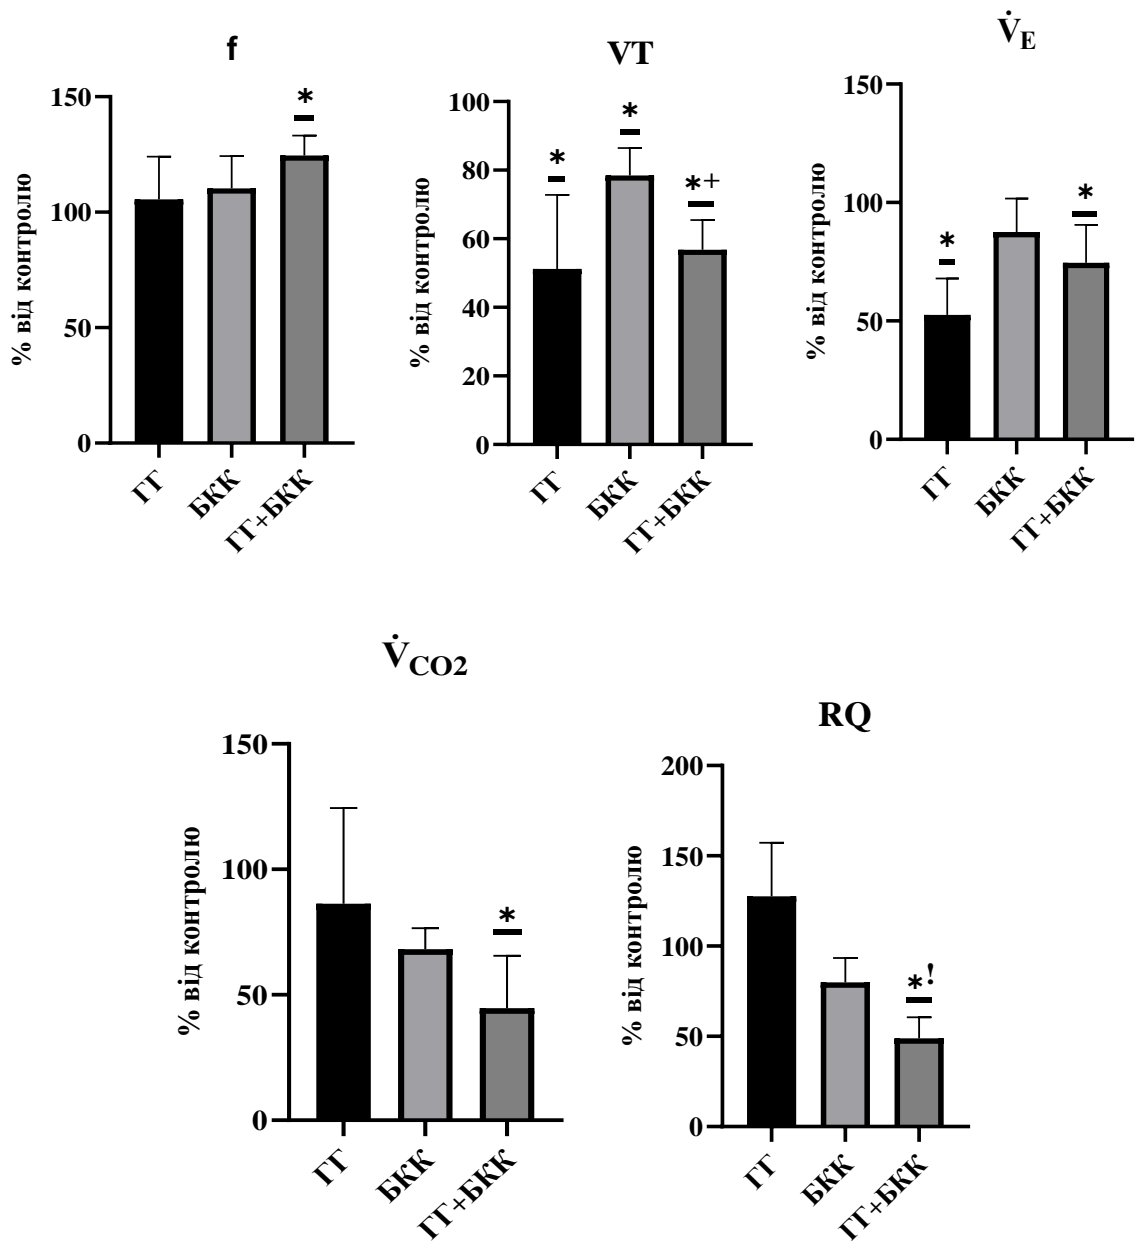 f
150
100
50
0
% від контролю
*
ГГ
БКК
ГГ+БКК
VT
100
80
60
40
20
0
% від контролю
*
*
*+
ГГ
БКК
ГГ+БКК
V̇E
150
100
50
0
% від контролю
*
*
ГГ
БКК
ГГ+БКК
V̇CO2
150
100
50
0
% від контролю
*
ГГ
БКК
ГГ+БКК
RQ
200
150
100
50
0
% від контролю
*!
ГГ
БКК
ГГ+БКК